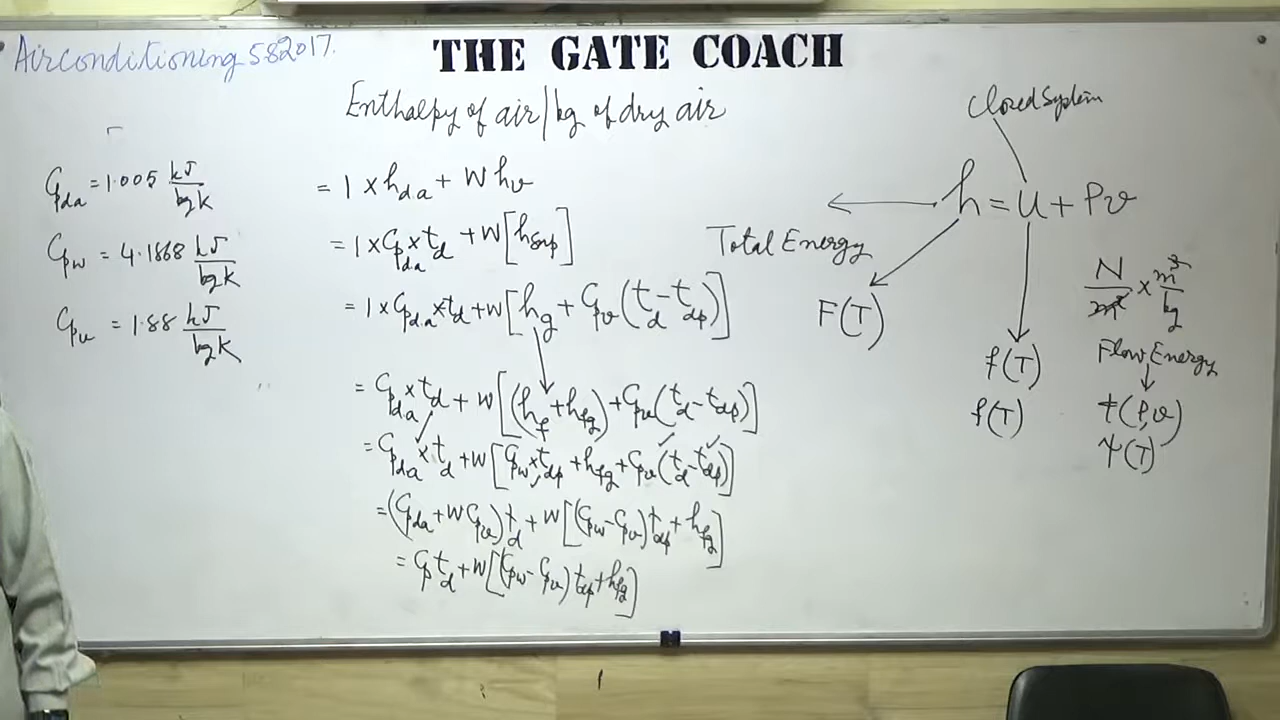 Airconditioning 582017.
THE GATE COACH
Enthalpy of air/kg of dry air
Cpda = 1.005 kJ/kgK
Cpw = 4.1868 kJ/kgK
Cpv = 1.88 kJ/kgK
= 1 × hda + W hv
= 1 × Cpda × td + W[hsup]
= 1 × Cpda × td + W[hg + Cpv(td − tdp)]
= Cpda × td + W[(hf + hfg) + Cpv(td − tdp)]
= Cpda × td + W[Cpw × tdp + hfg + Cpv(td − tdp)]
= (Cpda + W Cpv)td + W[(Cpw − Cpv)tdp + hfg]
= Cp td + W[(Cpw − Cpv)tdp + hfg]
Closed System
h = u + Pv
Total Energy
F(T)
f(T)
f(T)
N/m² × m³/kg
Flow Energy
f(P,v)
ψ(T)